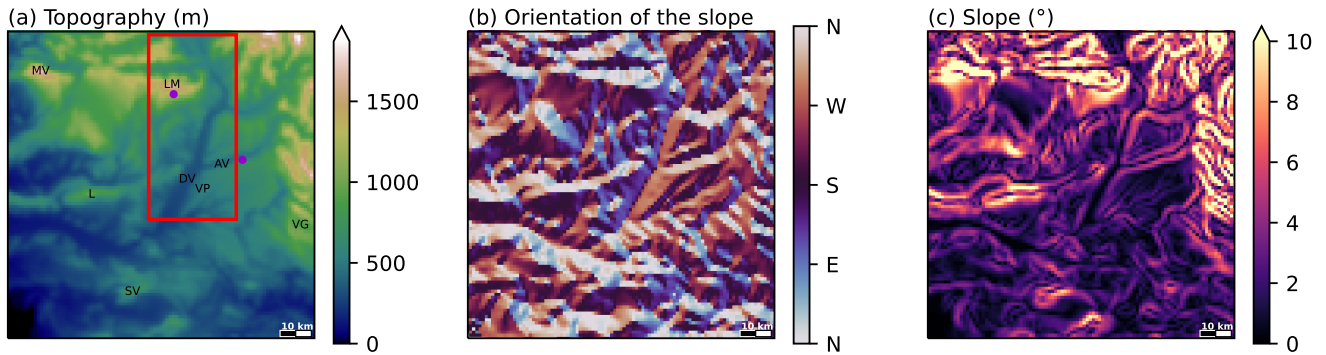 (a) Topography (m)
MV
LM
AV
DV
VP
L
VG
SV
10 km
1500
1000
500
0
(b) Orientation of the slope
10 km
N
W
S
E
N
(c) Slope (°)
10 km
10
8
6
4
2
0